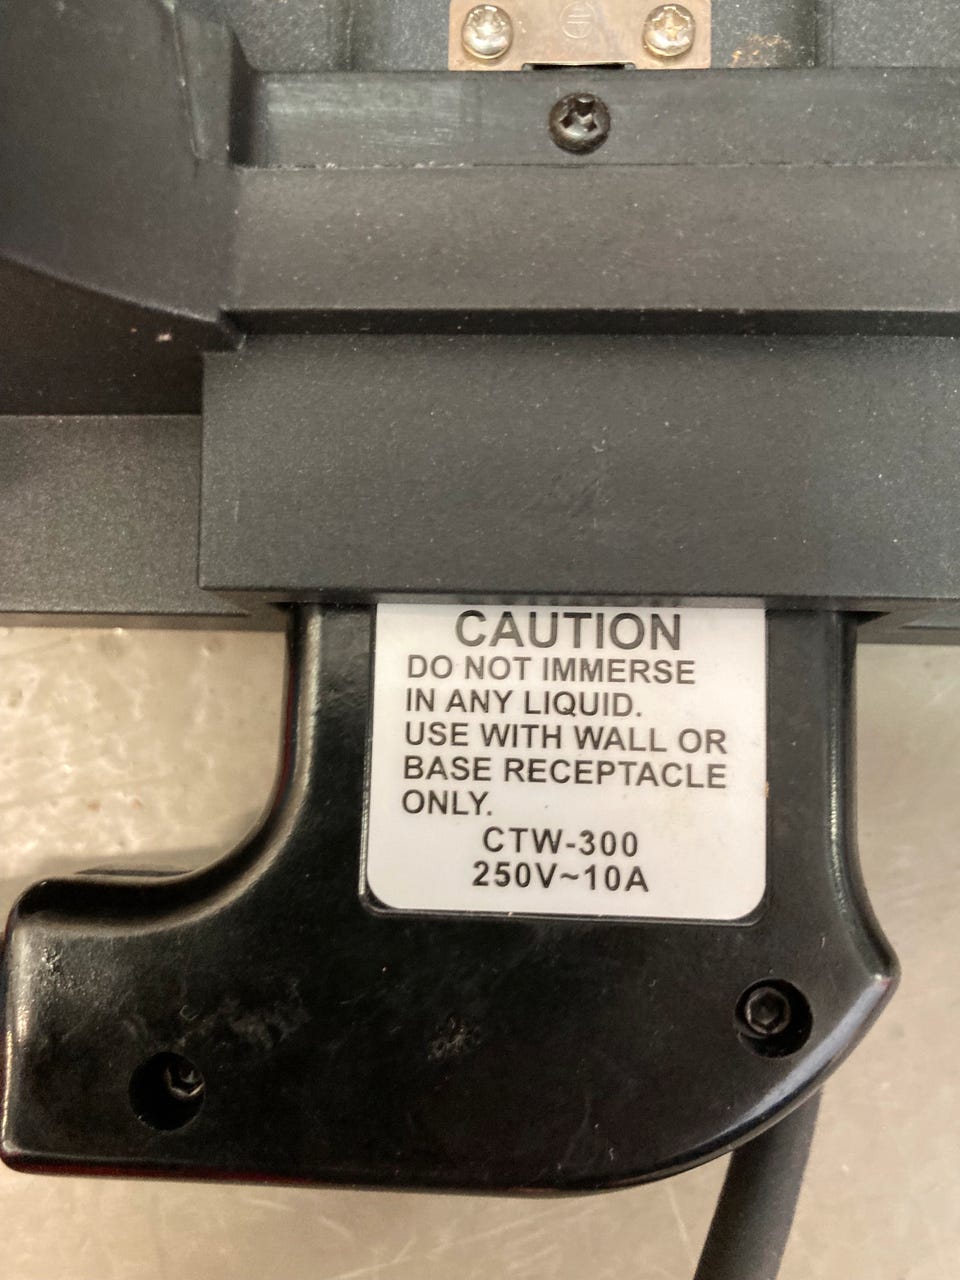 CAUTION
DO NOT IMMERSE
IN ANY LIQUID.
USE WITH WALL OR
BASE RECEPTACLE
ONLY.
CTW-300
250V~10A